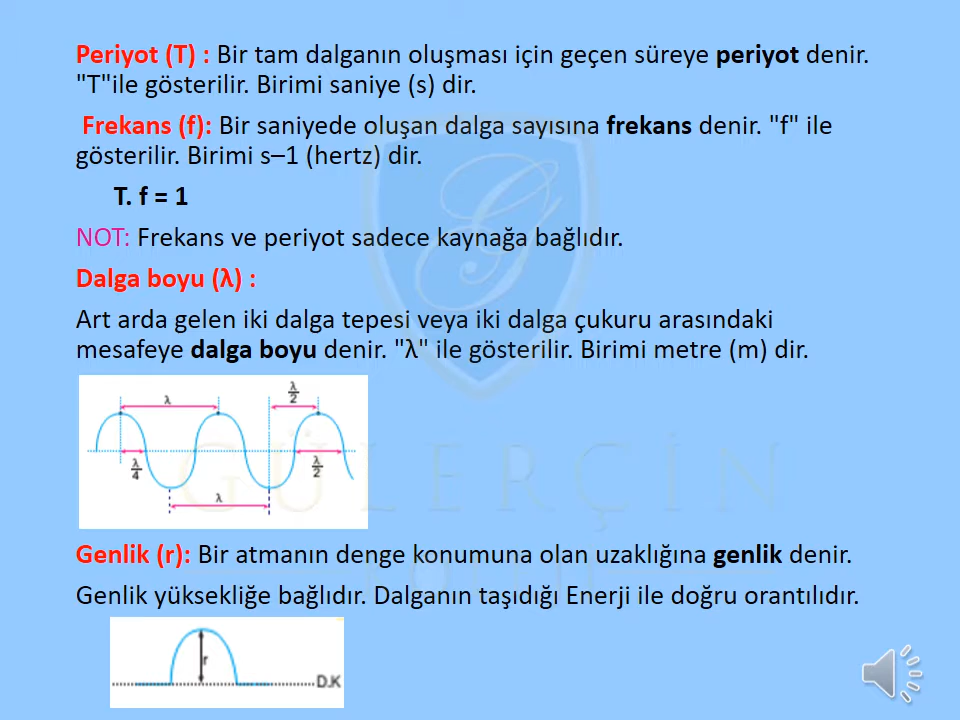 Periyot (T) : Bir tam dalganın oluşması için geçen süreye periyot denir.
"T"ile gösterilir. Birimi saniye (s) dir.
Frekans (f): Bir saniyede oluşan dalga sayısına frekans denir. "f" ile
gösterilir. Birimi s–1 (hertz) dir.
T. f = 1
NOT: Frekans ve periyot sadece kaynağa bağlıdır.
Dalga boyu (λ) :
Art arda gelen iki dalga tepesi veya iki dalga çukuru arasındaki
mesafeye dalga boyu denir. "λ" ile gösterilir. Birimi metre (m) dir.
λ
λ/2
λ/4
λ/2
λ
GÜLERÇİN
Genlik (r): Bir atmanın denge konumuna olan uzaklığına genlik denir.
Genlik yüksekliğe bağlıdır. Dalganın taşıdığı Enerji ile doğru orantılıdır.
r
D.K